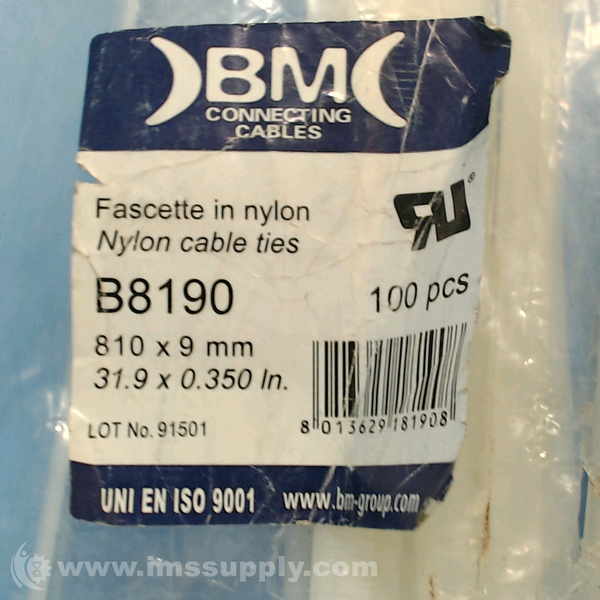 BM
CONNECTING
CABLES
Fascette in nylon
Nylon cable ties
B8190
100 pcs
810 x 9 mm
31.9 x 0.350 In.
LOT No. 91501
8 013629 181908
UNI EN ISO 9001 www.bm-group.com
www.imssupply.com